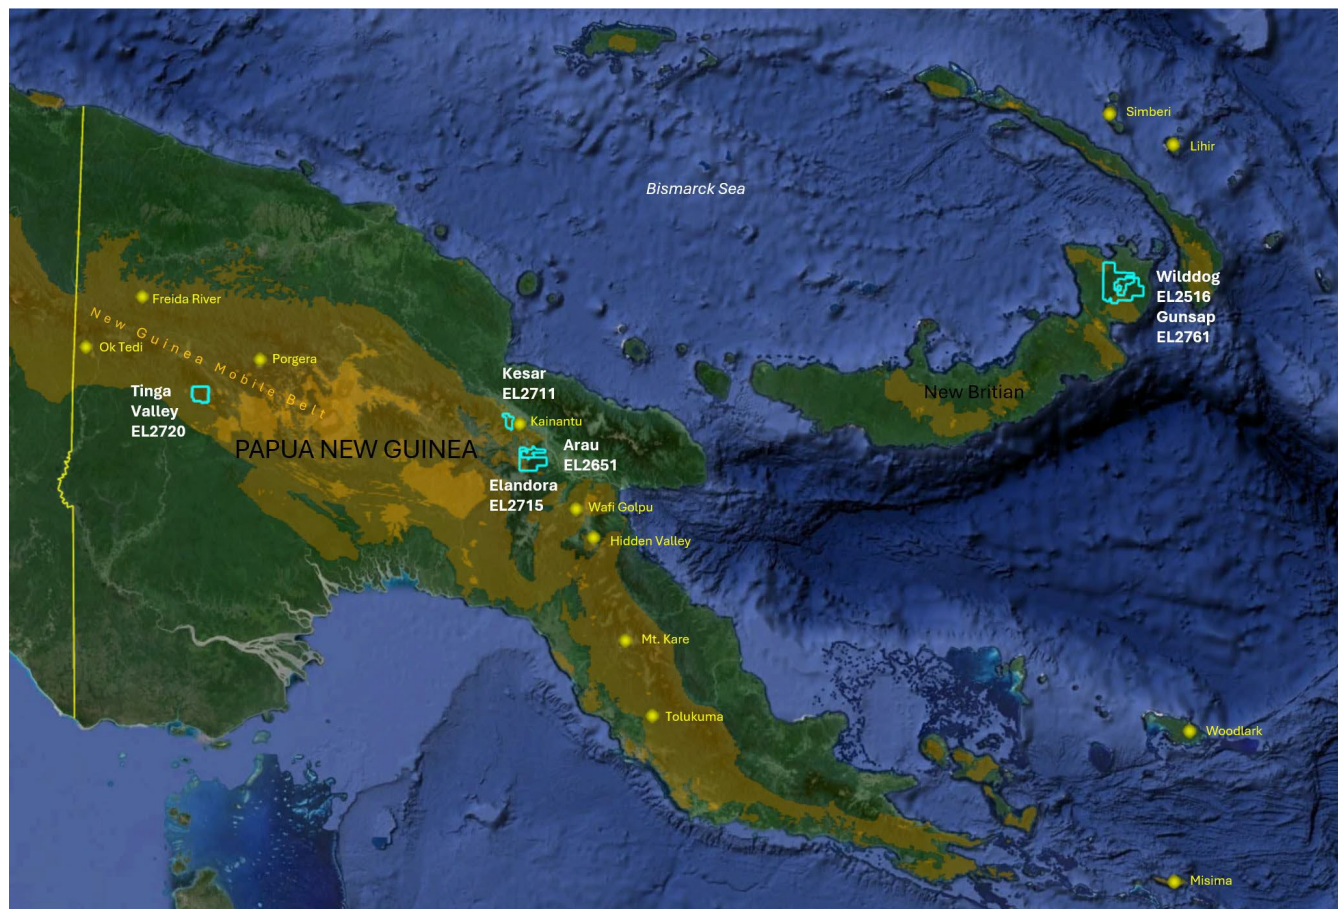 Simberi
Lihir
Bismarck Sea
Wilddog
EL2516
Gunsap
EL2761
Freida River
New Guinea Mobile Belt
Ok Tedi
Porgera
Tinga
Valley
EL2720
Kesar
EL2711
Kainantu
New Britian
PAPUA NEW GUINEA
Arau
EL2651
Elandora
EL2715
Wafi Golpu
Hidden Valley
Mt. Kare
Tolukuma
Woodlark
Misima